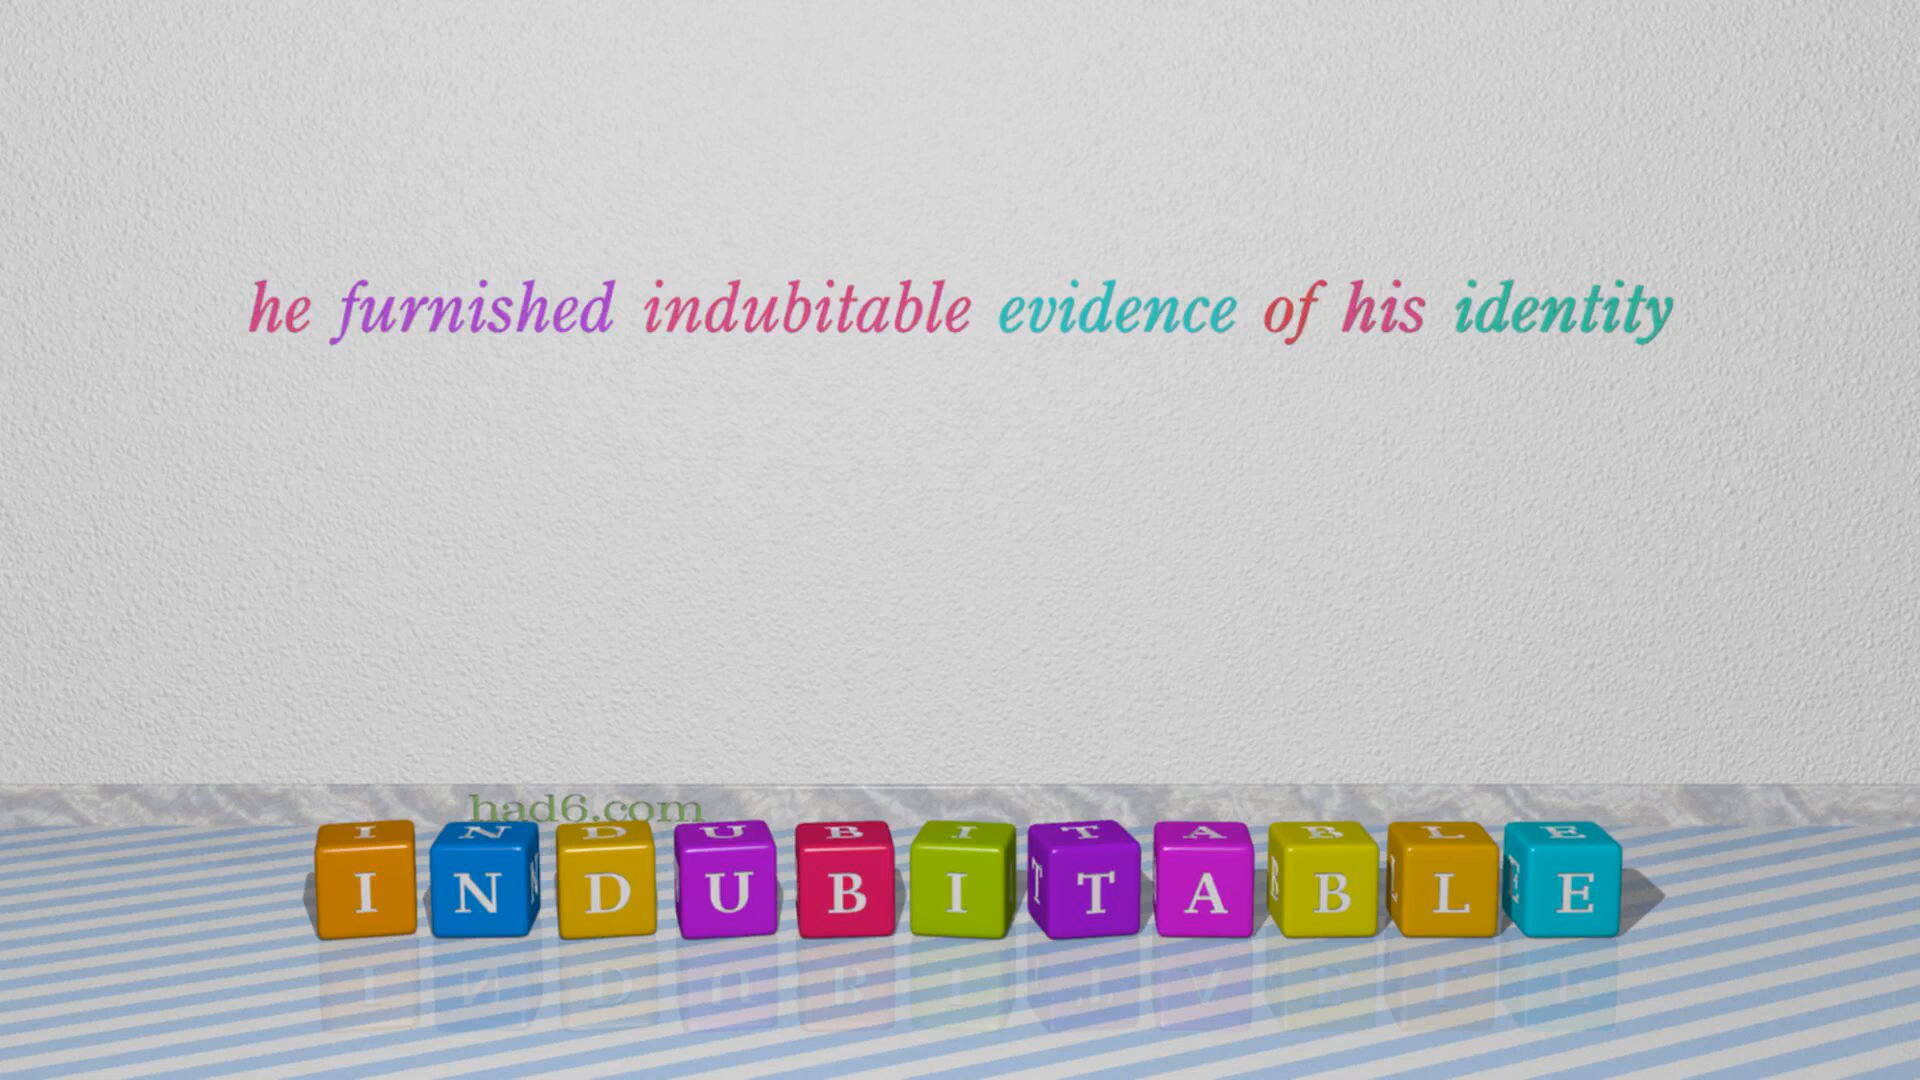 he furnished indubitable evidence of his identity
had6.com
INDUBITABLE